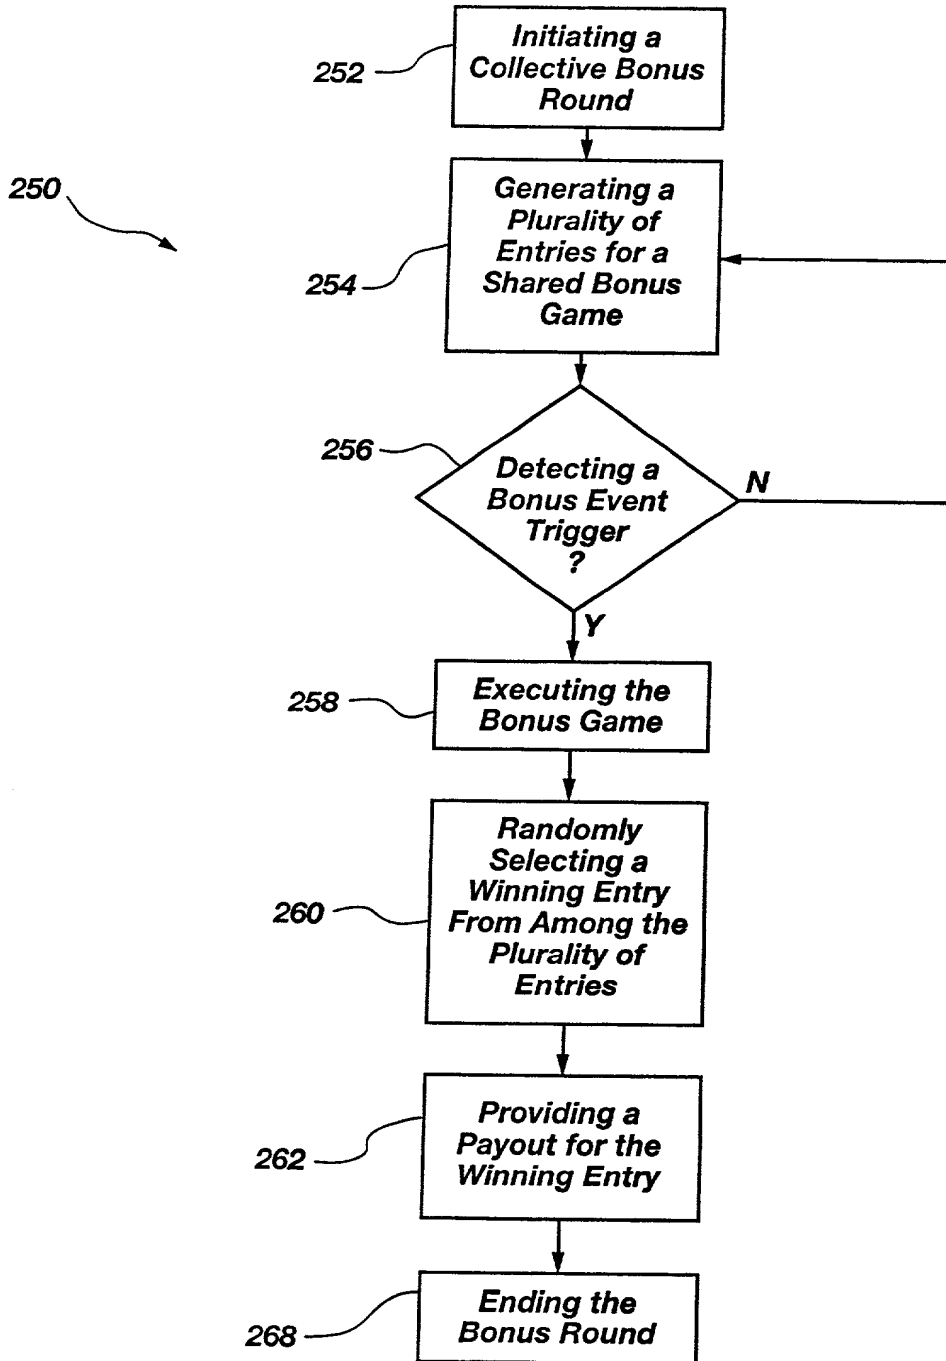 252
Initiating a
Collective Bonus
Round
250
254
Generating a
Plurality of
Entries for a
Shared Bonus
Game
256
Detecting a
Bonus Event
Trigger
?
N
Y
258
Executing the
Bonus Game
260
Randomly
Selecting a
Winning Entry
From Among the
Plurality of
Entries
262
Providing a
Payout for the
Winning Entry
268
Ending the
Bonus Round